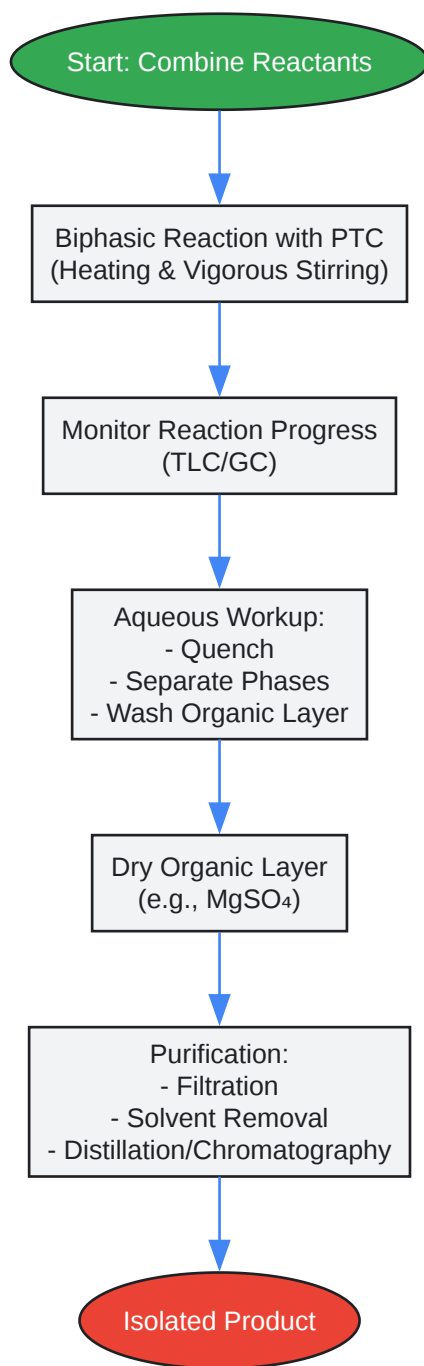 Start: Combine Reactants
Biphasic Reaction with PTC
(Heating & Vigorous Stirring)
Monitor Reaction Progress
(TLC/GC)
Aqueous Workup:
- Quench
- Separate Phases
- Wash Organic Layer
Dry Organic Layer
(e.g., MgSO₄)
Purification:
- Filtration
- Solvent Removal
- Distillation/Chromatography
Isolated Product